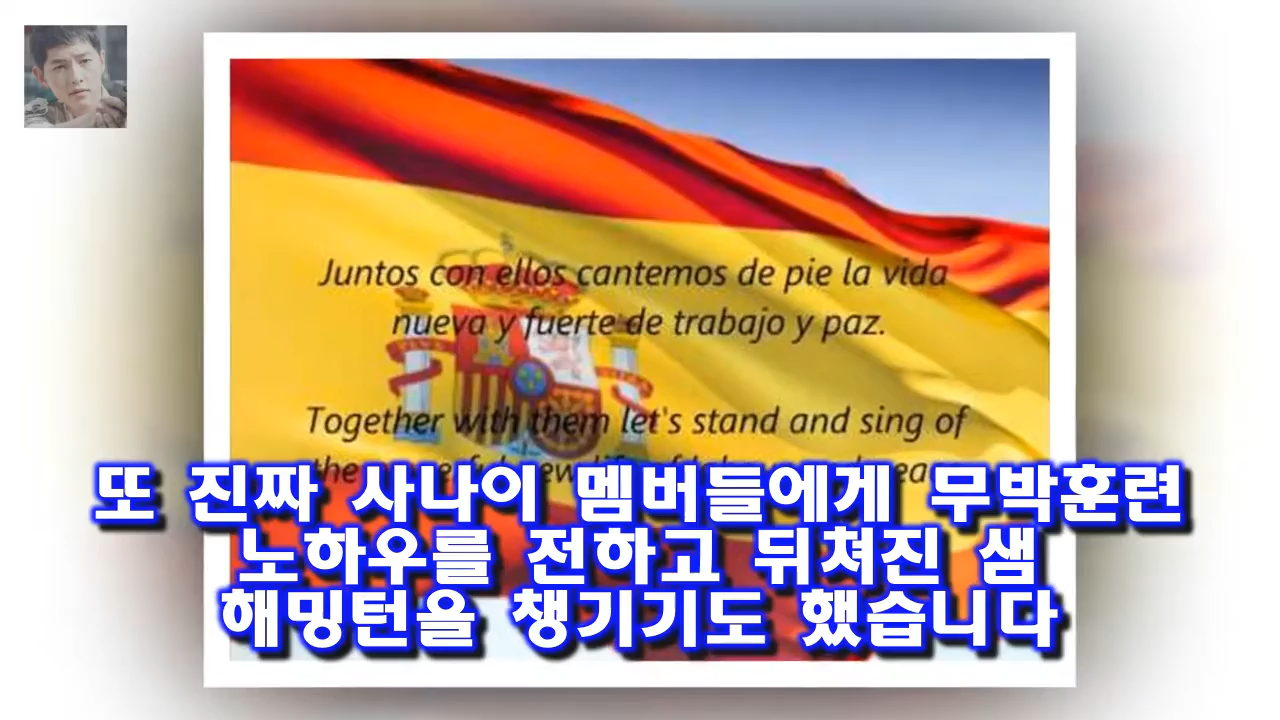 Juntos con ellos cantemos de pie la vida
nueva y fuerte de trabajo y paz.
Together with them let's stand and sing of
또 진짜 사나이 멤버들에게 무박훈련
노하우를 전하고 뒤쳐진 샘
해밍턴을 챙기기도 했습니다